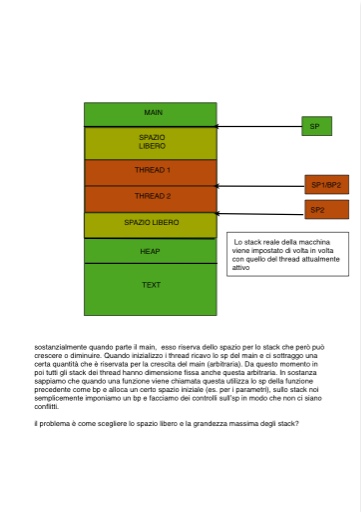 MAIN
SP
SPAZIO
LIBERO
THREAD 1
SP1/BP2
THREAD 2
SP2
SPAZIO LIBERO
Lo stack reale della macchina
viene impostato di volta in volta
con quello del thread attualmente
attivo
HEAP
TEXT
sostanzialmente quando parte il main, esso riserva dello spazio per lo stack che però può
crescere o diminuire. Quando inizializzo i thread ricavo lo sp del main e ci sottraggo una
certa quantità che è riservata per la crescita del main (arbitraria). Da questo momento in
poi tutti gli stack dei thread hanno dimensione fissa anche questa arbitraria. In sostanza
sappiamo che quando una funzione viene chiamata questa utilizza lo sp della funzione
precedente come bp e alloca un certo spazio iniziale (es. per i parametri), sullo stack noi
semplicemente imponiamo un bp e facciamo dei controlli sull'sp in modo che non ci siano
conflitti.
il problema è come scegliere lo spazio libero e la grandezza massima degli stack?